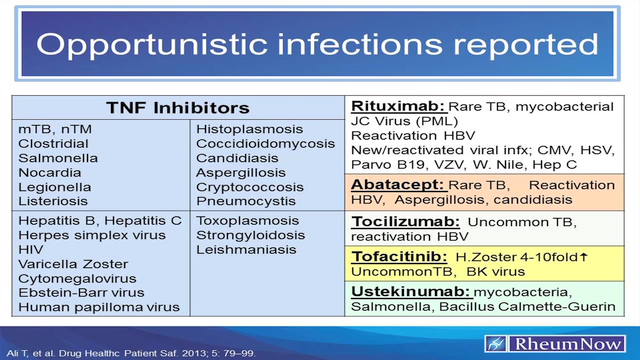 Opportunistic infections reported
TNF Inhibitors
mTB, nTM
Clostridial
Salmonella
Nocardia
Legionella
Listeriosis
Histoplasmosis
Coccidioidomycosis
Candidiasis
Aspergillosis
Cryptococcosis
Pneumocystis
Hepatitis B, Hepatitis C
Herpes simplex virus
HIV
Varicella Zoster
Cytomegalovirus
Ebstein-Barr virus
Human papilloma virus
Toxoplasmosis
Strongyloidosis
Leishmaniasis
Rituximab: Rare TB, mycobacterial
JC Virus (PML)
Reactivation HBV
New/reactivated viral infx; CMV, HSV,
Parvo B19, VZV, W. Nile, Hep C
Abatacept: Rare TB, Reactivation
HBV, Aspergillosis, candidiasis
Tocilizumab: Uncommon TB,
reactivation HBV
Tofacitinib: H.Zoster 4-10fold↑
UncommonTB, BK virus
Ustekinumab: mycobacteria,
Salmonella, Bacillus Calmette-Guerin
Ali T, et al. Drug Healthc Patient Saf. 2013; 5: 79–99.
RheumNow